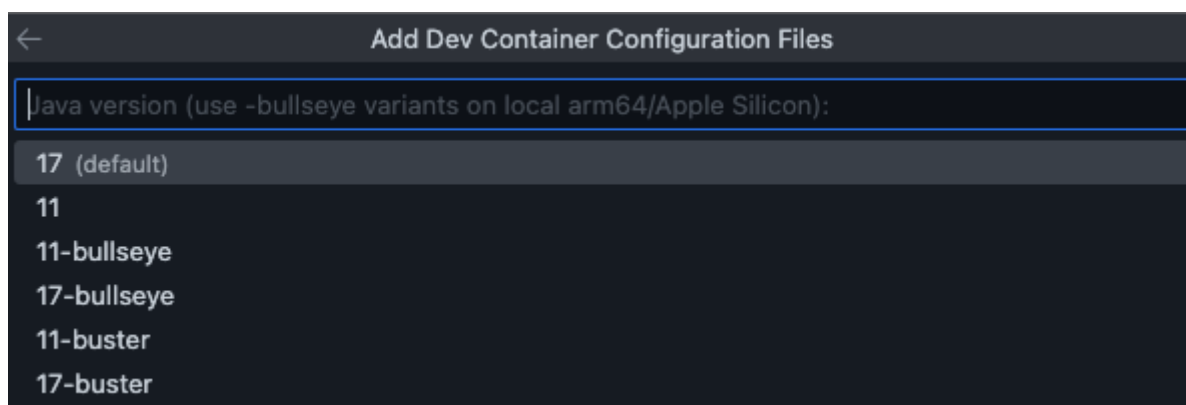 Add Dev Container Configuration Files
Java version (use -bullseye variants on local arm64/Apple Silicon):
17 (default)
11
11-bullseye
17-bullseye
11-buster
17-buster